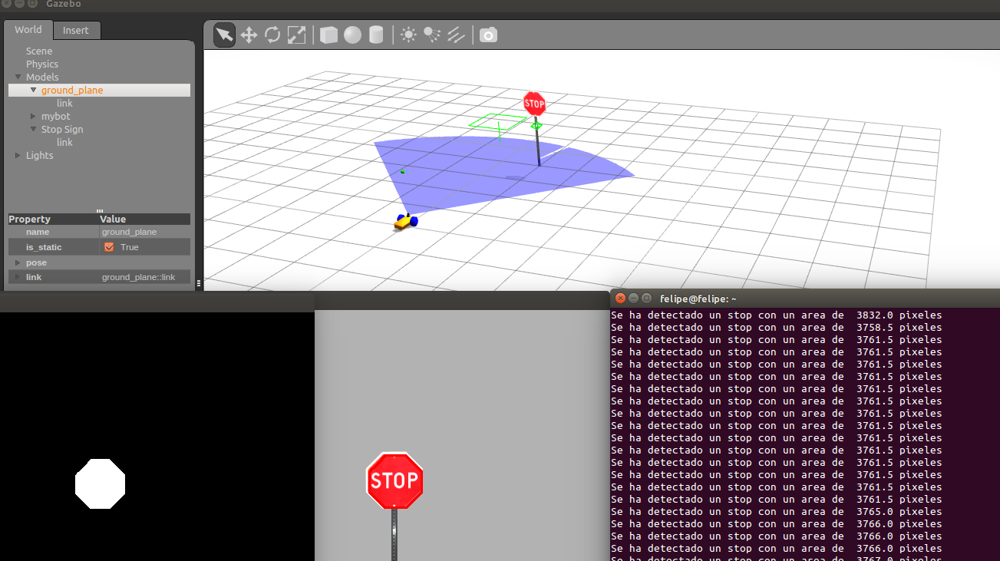 Gazebo
World Insert
Scene
Physics
Models
ground_plane
link
mybot
Stop Sign
link
Lights
Property Value
name ground_plane
is_static True
pose
link ground_plane::link
STOP
STOP
felipe@felipe: ~
Se ha detectado un stop con un area de  3832.0 pixeles
Se ha detectado un stop con un area de  3758.5 pixeles
Se ha detectado un stop con un area de  3761.5 pixeles
Se ha detectado un stop con un area de  3761.5 pixeles
Se ha detectado un stop con un area de  3761.5 pixeles
Se ha detectado un stop con un area de  3761.5 pixeles
Se ha detectado un stop con un area de  3761.5 pixeles
Se ha detectado un stop con un area de  3761.5 pixeles
Se ha detectado un stop con un area de  3761.5 pixeles
Se ha detectado un stop con un area de  3761.5 pixeles
Se ha detectado un stop con un area de  3761.5 pixeles
Se ha detectado un stop con un area de  3761.5 pixeles
Se ha detectado un stop con un area de  3761.5 pixeles
Se ha detectado un stop con un area de  3761.5 pixeles
Se ha detectado un stop con un area de  3761.5 pixeles
Se ha detectado un stop con un area de  3761.5 pixeles
Se ha detectado un stop con un area de  3765.0 pixeles
Se ha detectado un stop con un area de  3766.0 pixeles
Se ha detectado un stop con un area de  3766.0 pixeles
Se ha detectado un stop con un area de  3766.0 pixeles
Se ha detectado un stop con un area de  3767.0 pixeles